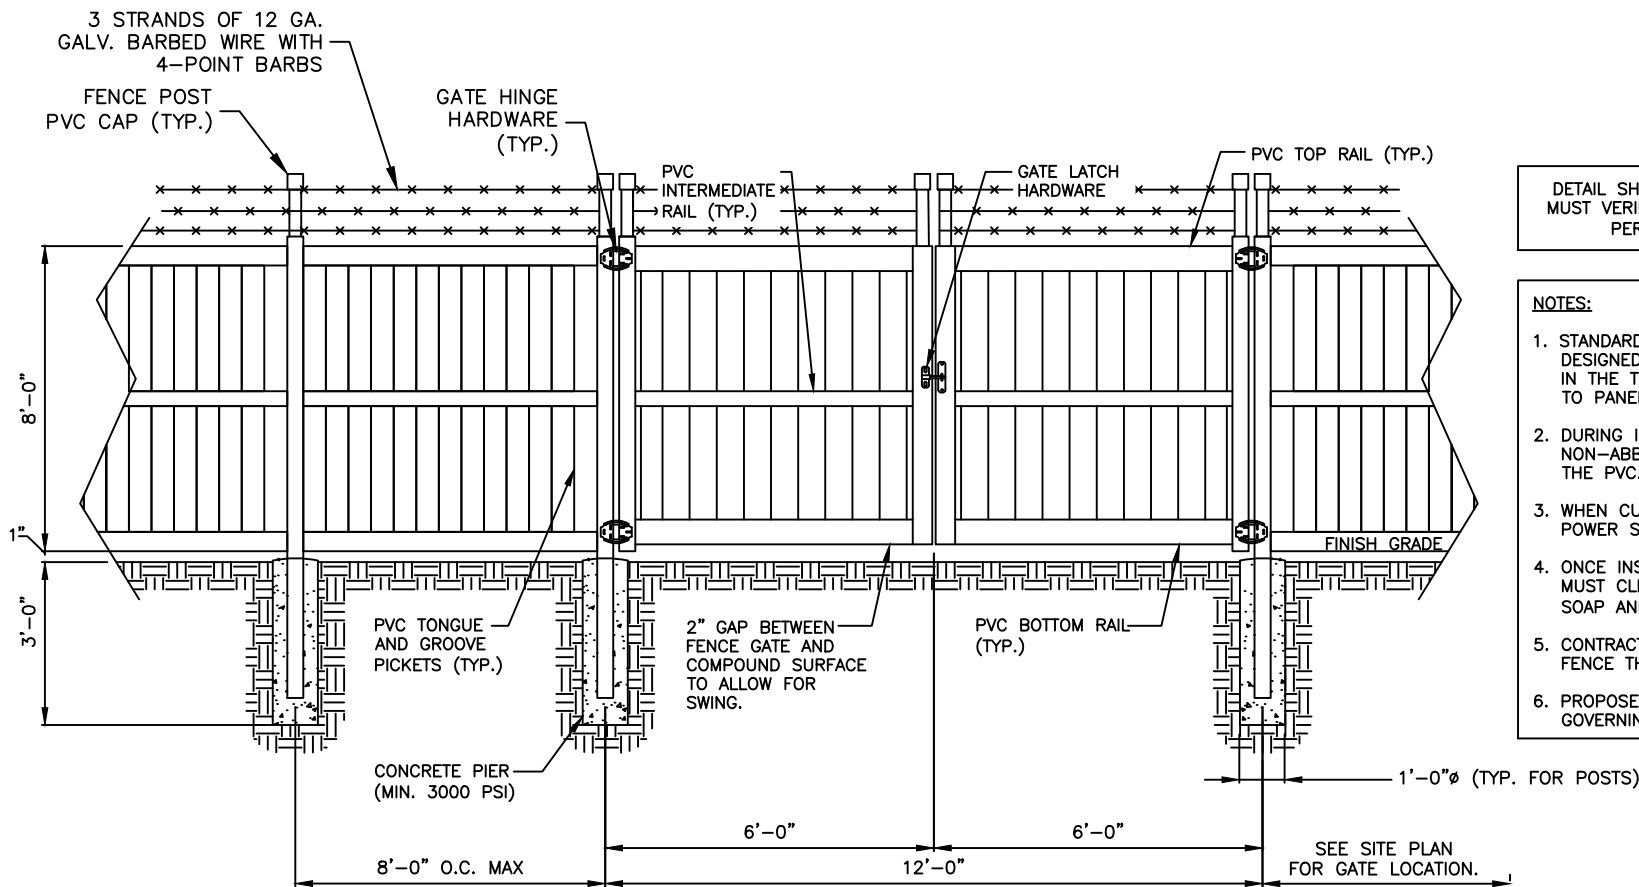 3 STRANDS OF 12 GA.
GALV. BARBED WIRE WITH
4-POINT BARBS
FENCE POST
PVC CAP (TYP.)
GATE HINGE
HARDWARE
(TYP.)
PVC
INTERMEDIATE
RAIL (TYP.)
GATE LATCH
HARDWARE
PVC TOP RAIL (TYP.)
8'-0"
1"
3'-0"
FINISH GRADE
PVC TONGUE
AND GROOVE
PICKETS (TYP.)
2" GAP BETWEEN
FENCE GATE AND
COMPOUND SURFACE
TO ALLOW FOR
SWING.
PVC BOTTOM RAIL
(TYP.)
CONCRETE PIER
(MIN. 3000 PSI)
1'-0"ø (TYP. FOR POSTS)
6'-0"
6'-0"
8'-0" O.C. MAX
12'-0"
SEE SITE PLAN
FOR GATE LOCATION.
DETAIL SH
MUST VERI
PER
NOTES:
1. STANDARD
DESIGNED
IN THE T
TO PANE
2. DURING I
NON-ABE
THE PVC.
3. WHEN CU
POWER S
4. ONCE INS
MUST CLE
SOAP AN
5. CONTRACT
FENCE TH
6. PROPOSE
GOVERNIN